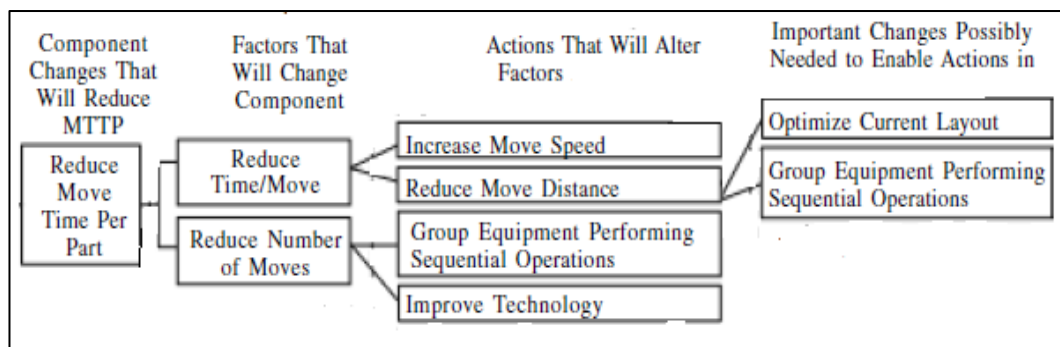 Component
Changes That
Will Reduce
MTTP
Factors That
Will Change
Component
Actions That Will Alter
Factors
Important Changes Possibly
Needed to Enable Actions in
Reduce
Move
Time Per
Part
Reduce
Time/Move
Reduce Number
of Moves
Increase Move Speed
Reduce Move Distance
Group Equipment Performing
Sequential Operations
Improve Technology
Optimize Current Layout
Group Equipment Performing
Sequential Operations